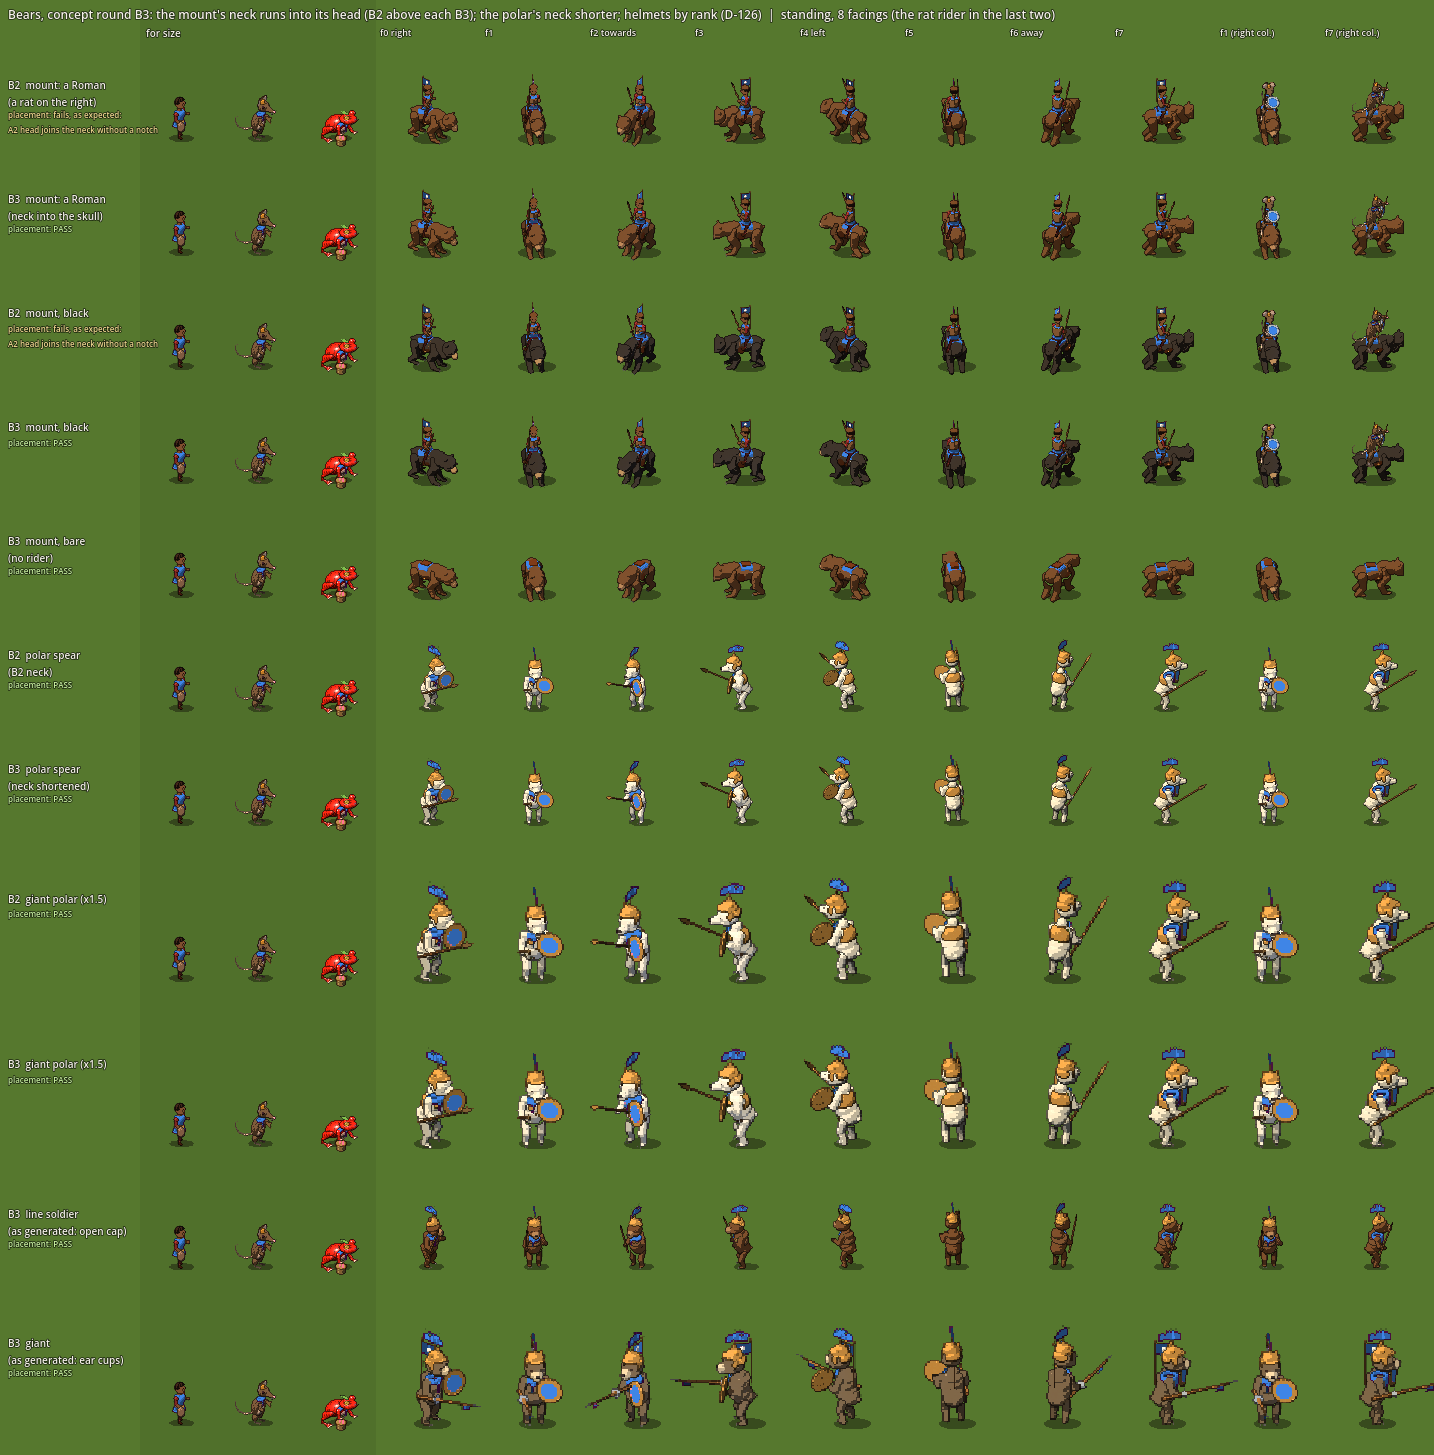 Bears, concept round B3: the mount's neck runs into its head (B2 above each B3); the polar's neck shorter; helmets by rank (D-126) | standing, 8 facings (the rat rider in the last two)
for size f0 right f1 f2 towards f3 f4 left f5 f6 away f7 f1 (right col.) f7 (right col.)
B2 mount: a Roman
(a rat on the right)
placement: fails, as expected:
A2 head joins the neck without a notch
B3 mount: a Roman
(neck into the skull)
placement: PASS
B2 mount, black
placement: fails, as expected:
A2 head joins the neck without a notch
B3 mount, black
placement: PASS
B3 mount, bare
(no rider)
placement: PASS
B2 polar spear
(B2 neck)
placement: PASS
B3 polar spear
(neck shortened)
placement: PASS
B2 giant polar (x1.5)
placement: PASS
B3 giant polar (x1.5)
placement: PASS
B3 line soldier
(as generated: open cap)
placement: PASS
B3 giant
(as generated: ear cups)
placement: PASS